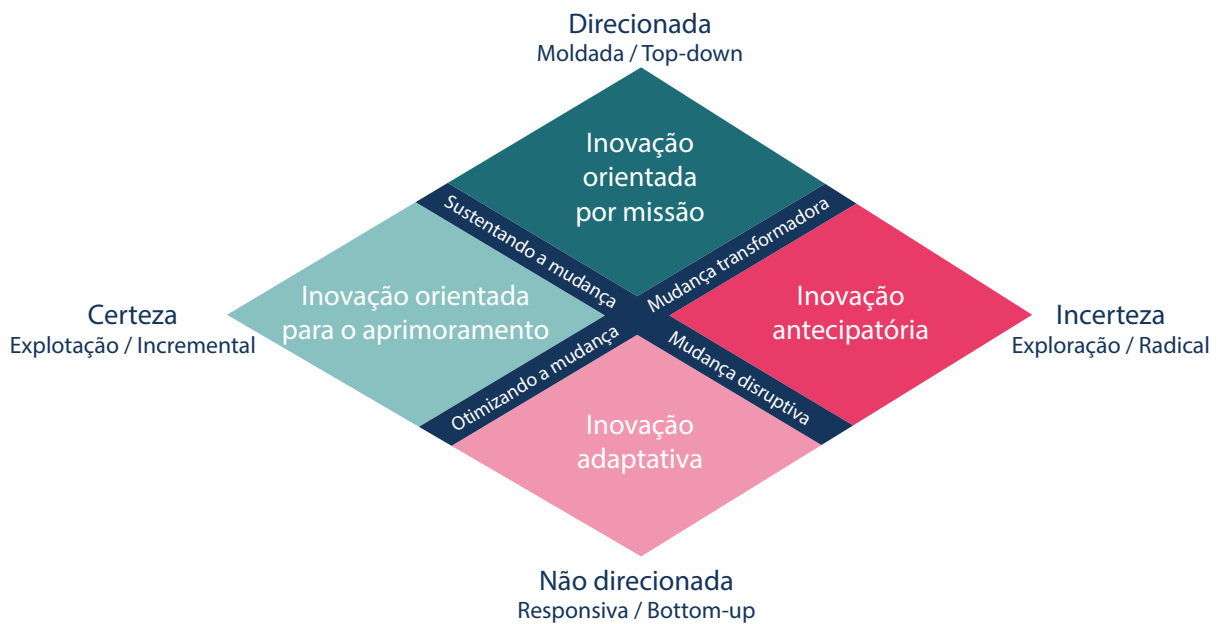 Direcionada
Moldada / Top-down
Inovação
orientada
por missão
Sustentando a mudança
Mudança transformadora
Certeza
Explotação / Incremental
Inovação orientada
para o aprimoramento
Inovação
antecipatória
Incerteza
Exploração / Radical
Otimizando a mudança
Mudança disruptiva
Inovação
adaptativa
Não direcionada
Responsiva / Bottom-up